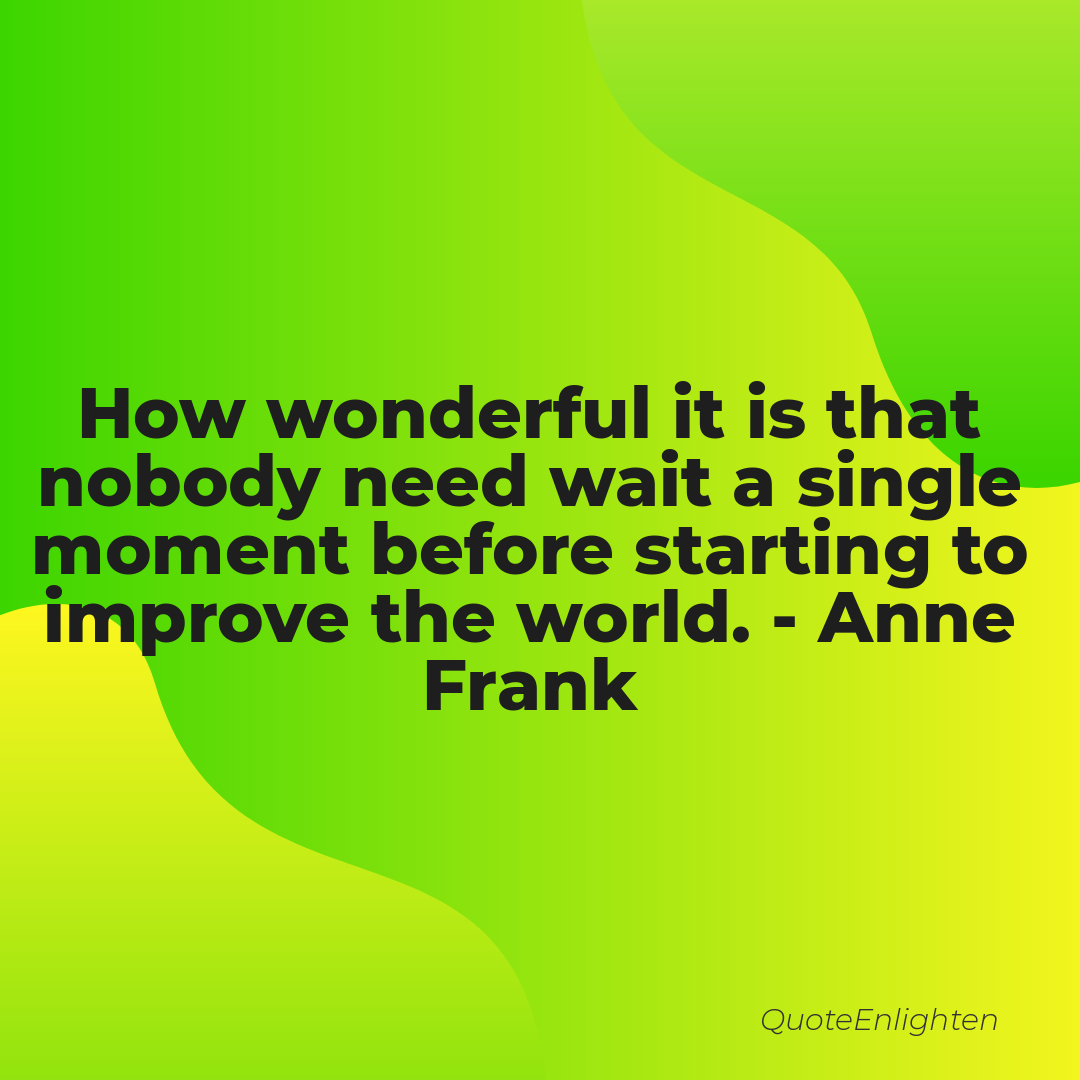 How wonderful it is that
nobody need wait a single
moment before starting to
improve the world. - Anne
Frank
QuoteEnlighten